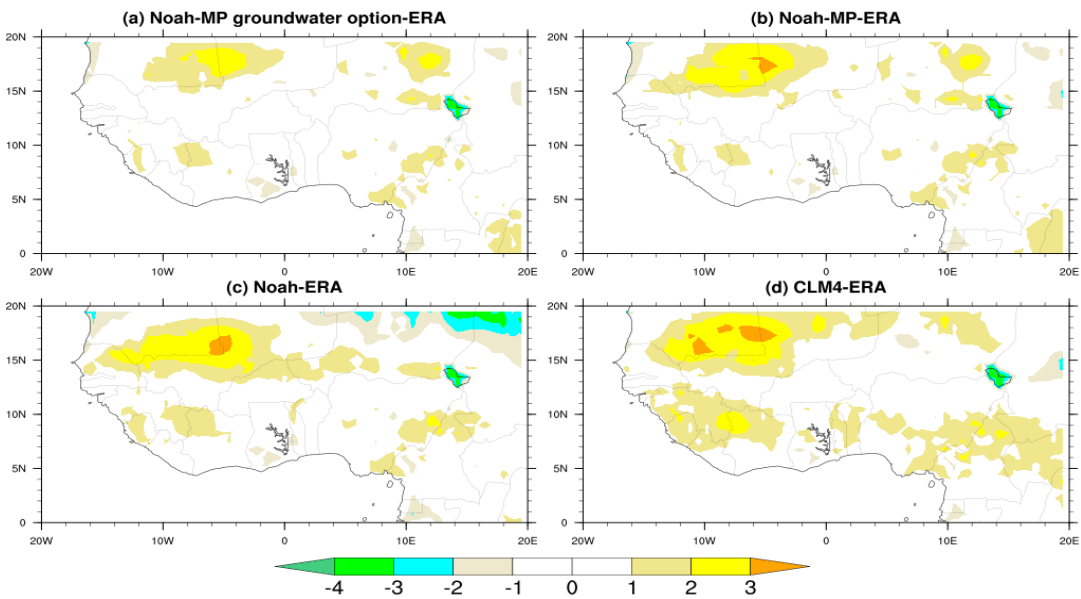 (a) Noah-MP groundwater option-ERA
(b) Noah-MP-ERA
20N 20N
15N 15N
10N 10N
5N 5N
0 0
20W 10W 0 10E 20E 20W 10W 0 10E 20E
(c) Noah-ERA
(d) CLM4-ERA
20N 20N
15N 15N
10N 10N
5N 5N
0 0
20W 10W 0 10E 20E 20W 10W 0 10E 20E
-4 -3 -2 -1 0 1 2 3